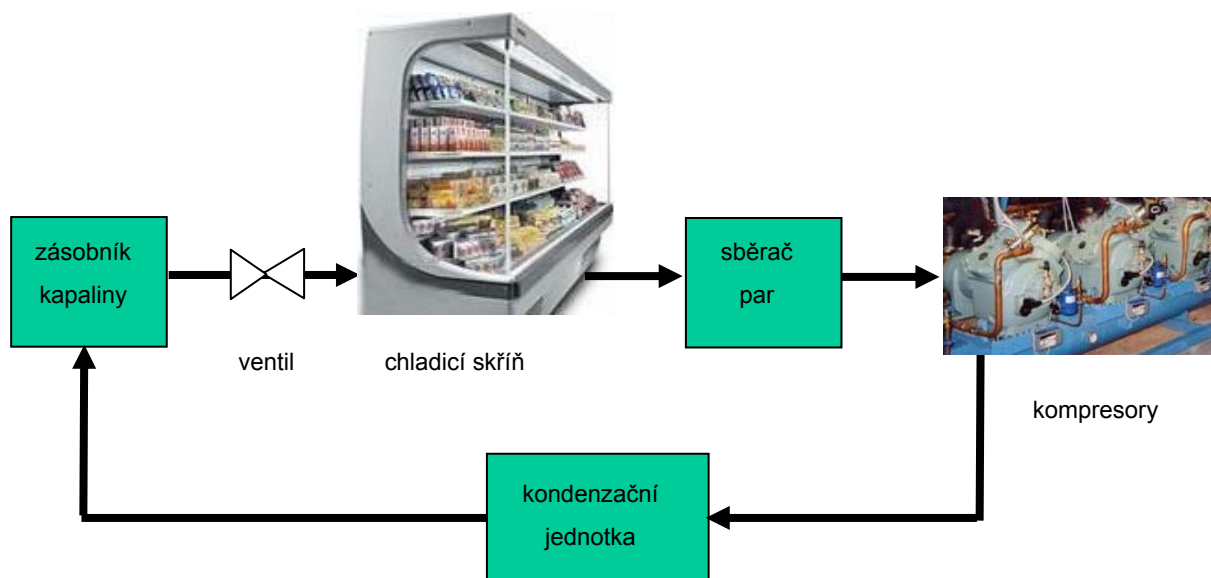 zásobník
kapaliny
ventil
chladicí skříň
sběrač
par
kompresory
kondenzační
jednotka